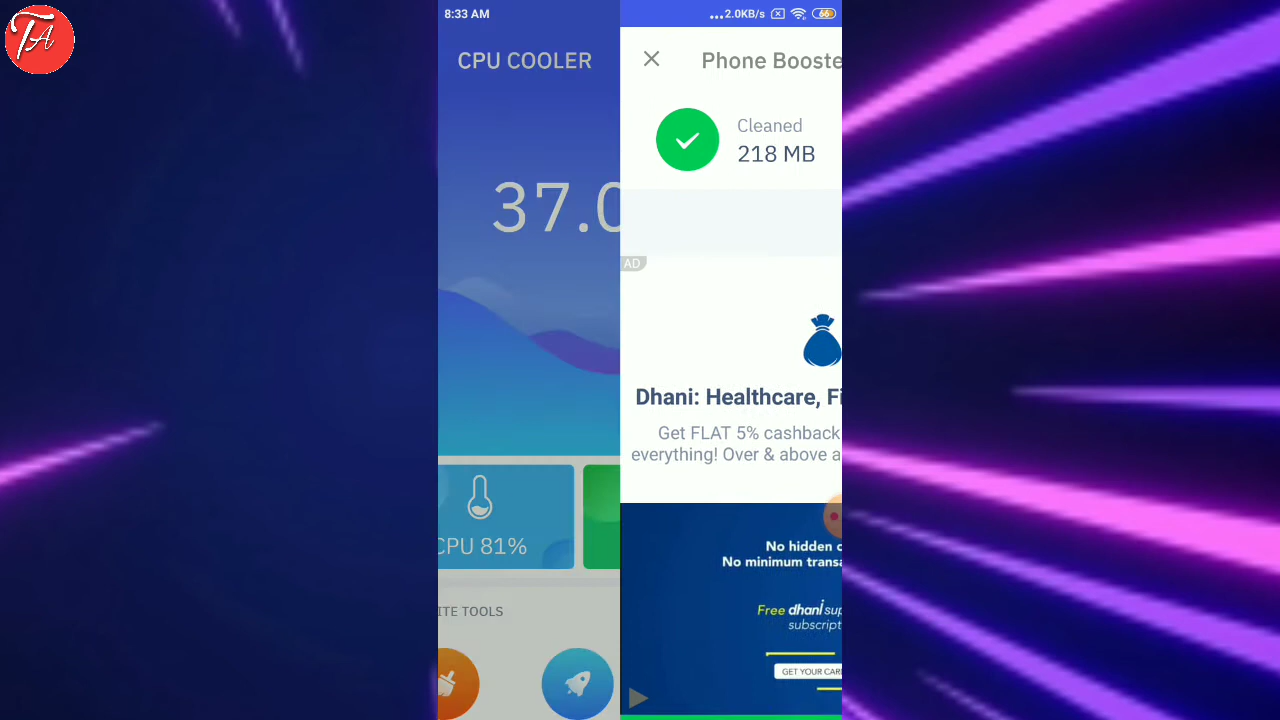 TA
8:33 AM
...2.0KB/s
66
CPU COOLER
Phone Booste
Cleaned
218 MB
37.0
AD
Dhani: Healthcare, Fi
Get FLAT 5% cashback
everything! Over & above a
CPU 81%
ITE TOOLS
No hidden c
No minimum transa
Free dhani sup
subscript
GET YOUR CAR